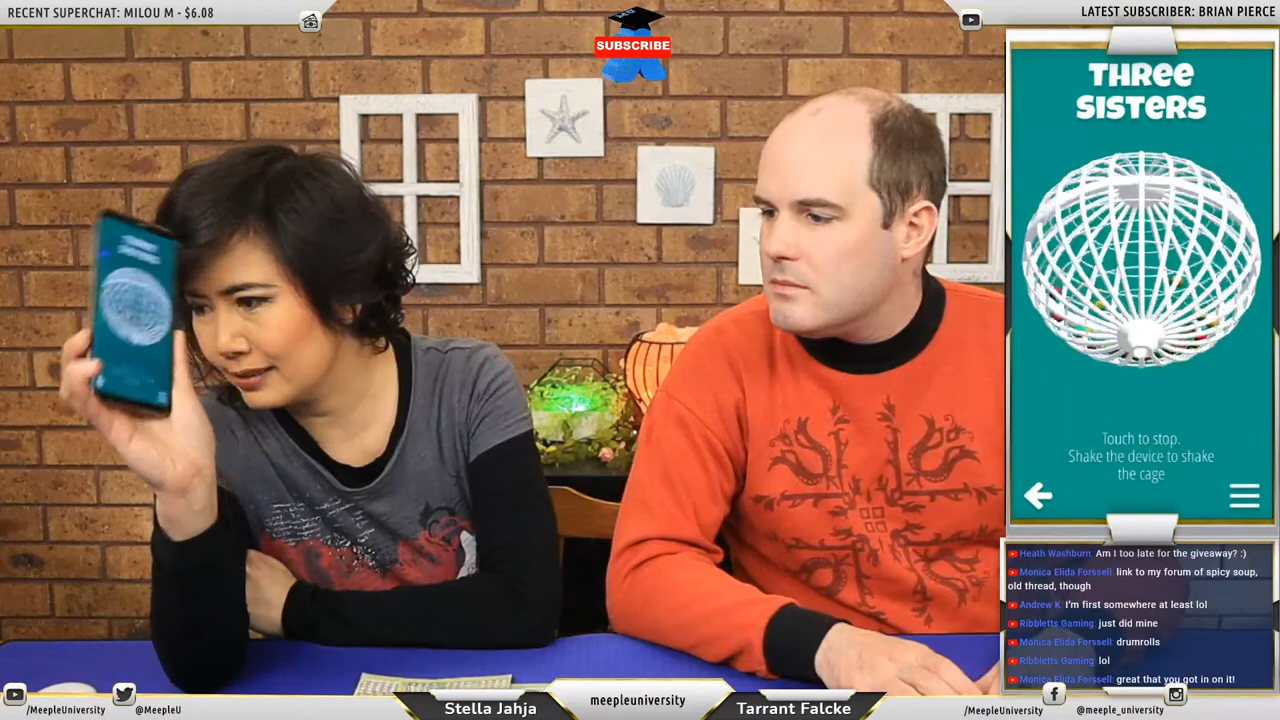 RECENT SUPERCHAT: MILOU M - $6.08
LATEST SUBSCRIBER: BRIAN PIERCE
SUBSCRIBE
THREE
SISTERS
Touch to stop.
Shake the device to shake
the cage
Heath Washburn Am I too late for the giveaway? :)
Monica Elida Forssell link to my forum of spicy soup,
old thread, though
Andrew K I'm first somewhere at least lol
Ribbletts Gaming just did mine
Monica Elida Forssell drumrolls
Ribbletts Gaming lol
Monica Elida Forssell great that you got in on it!
/MeepleUniversity
@MeepleU
Stella Jahja
meepleuniversity
Tarrant Falcke
/MeepleUniversity
@meeple_university